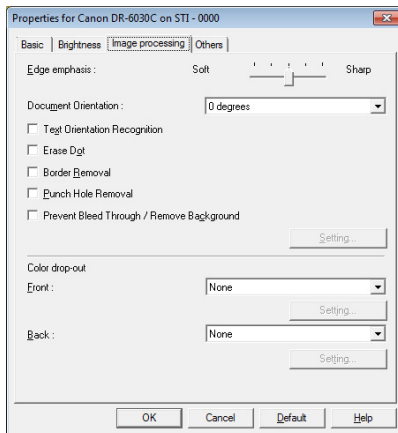 Properties for Canon DR-6030C on STI - 0000
Basic Brightness Image processing Others
Edge emphasis : Soft Sharp
Document Orientation : 0 degrees
Text Orientation Recognition
Erase Dot
Border Removal
Punch Hole Removal
Prevent Bleed Through / Remove Background
Setting...
Color drop-out
Front : None
Setting...
Back : None
Setting...
OK Cancel Default Help